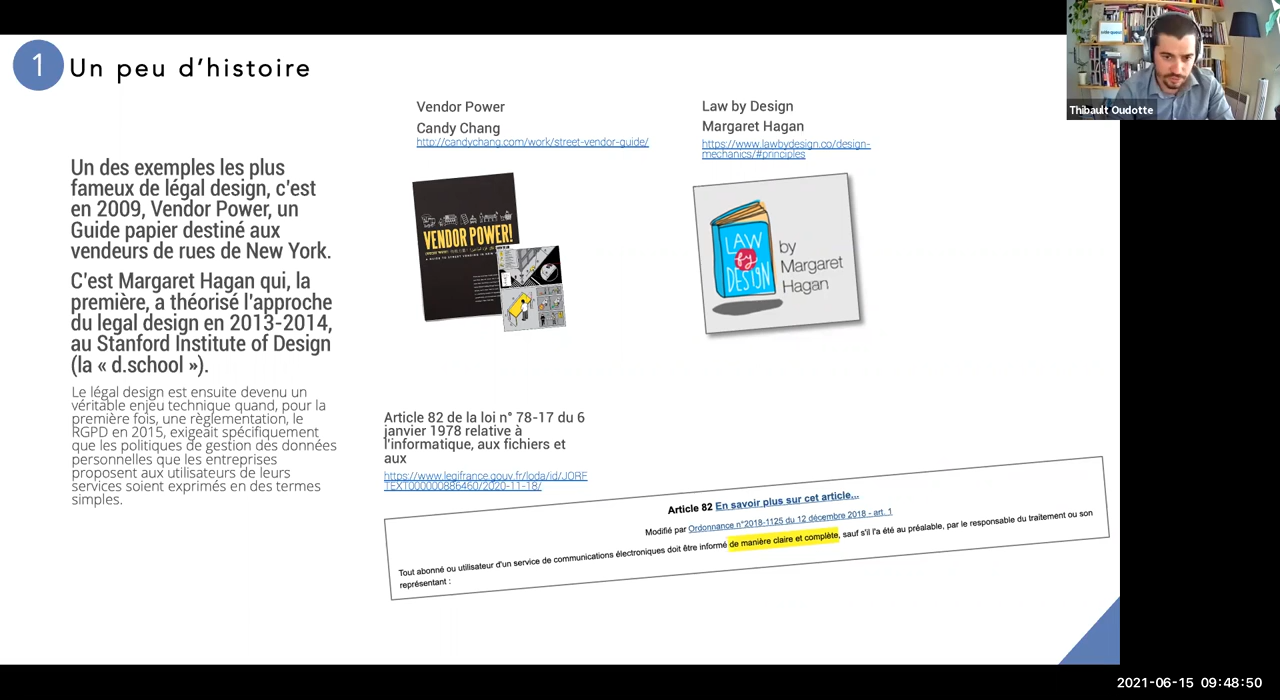 1
Un peu d’histoire
Thibault Oudotte
Un des exemples les plus
fameux de légal design, c'est
en 2009, Vendor Power, un
Guide papier destiné aux
vendeurs de rues de New York.
C'est Margaret Hagan qui, la
première, a théorisé l'approche
du legal design en 2013-2014,
au Stanford Institute of Design
(la « d.school »).
Le légal design est ensuite devenu un
véritable enjeu technique quand, pour la
première fois, une règlementation, le
RGPD en 2015, exigeait spécifiquement
que les politiques de gestion des données
personnelles que les entreprises
proposent aux utilisateurs de leurs
services soient exprimés en des termes
simples.
Vendor Power
Candy Chang
http://candychang.com/work/street-vendor-guide/
VENDOR POWER!
Law by Design
Margaret Hagan
https://www.lawbydesign.co/design-
mechanics/#principles
LAW
by
DESIGN
by
Margaret
Hagan
Article 82 de la loi n° 78-17 du 6
janvier 1978 relative à
l'informatique, aux fichiers et
aux
https://www.legifrance.gouv.fr/loda/id/JORF
TEXT000000886460/2020-11-18/
Article 82 En savoir plus sur cet article...
Modifié par Ordonnance n°2018-1125 du 12 décembre 2018 - art. 1
Tout abonné ou utilisateur d'un service de communications électroniques doit être informé de manière claire et complète, sauf s'il l'a été au préalable, par le responsable du traitement ou son
représentant :
2021-06-15 09:48:50